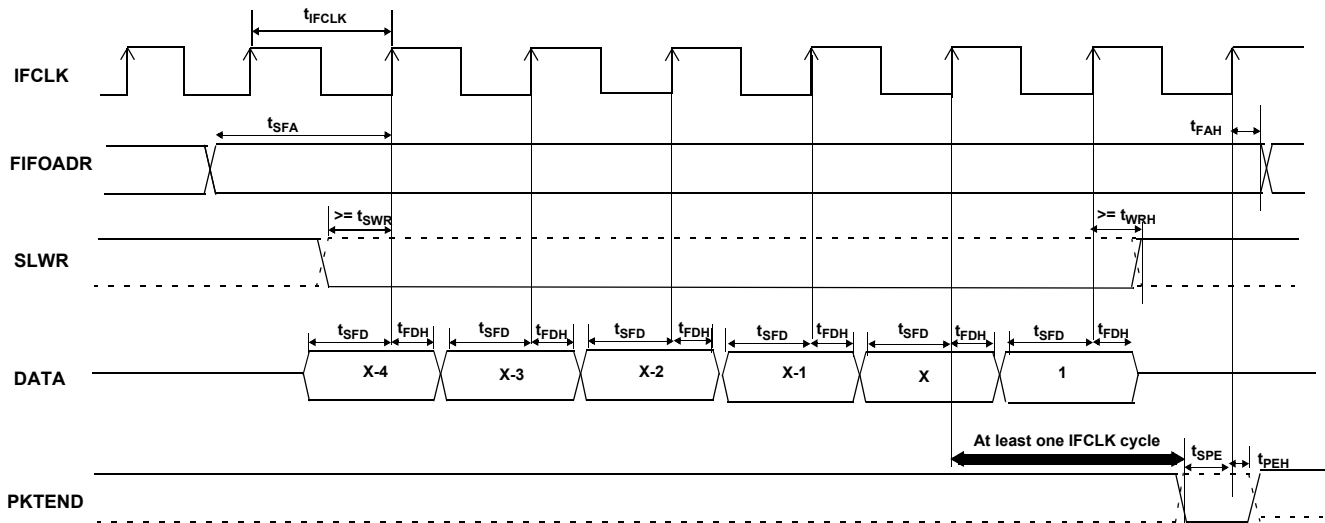 tIFCLK
IFCLK
tSFA
tFAH
FIFOADR
>= tSWR
>= tWRH
SLWR
tSFD tFDH tSFD tFDH tSFD tFDH tSFD tFDH tSFD tFDH tSFD tFDH
DATA
X-4 X-3 X-2 X-1 X 1
At least one IFCLK cycle
tSPE
tPEH
PKTEND